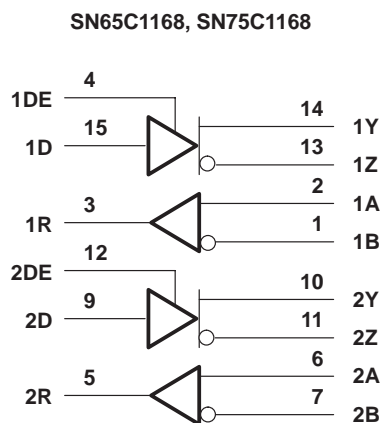 SN65C1168, SN75C1168
1DE 4
14 1Y
1D 15
13 1Z
2 1A
1R 3
1 1B
2DE 12
10 2Y
2D 9
11 2Z
6 2A
2R 5
7 2B